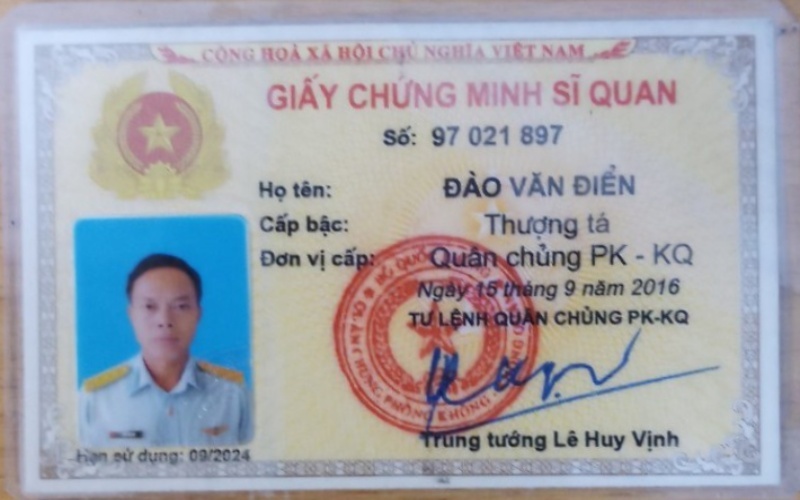 CỘNG HOÀ XÃ HỘI CHỦ NGHĨA VIỆT NAM
GIẤY CHỨNG MINH SĨ QUAN
Số: 97 021 897
Họ tên: ĐÀO VĂN ĐIỂN
Cấp bậc: Thượng tá
Đơn vị cấp: Quân chủng PK - KQ
Ngày 15 tháng 9 năm 2016
TƯ LỆNH QUÂN CHỦNG PK-KQ
Trung tướng Lê Huy Vịnh
Hạn sử dụng: 09/2024